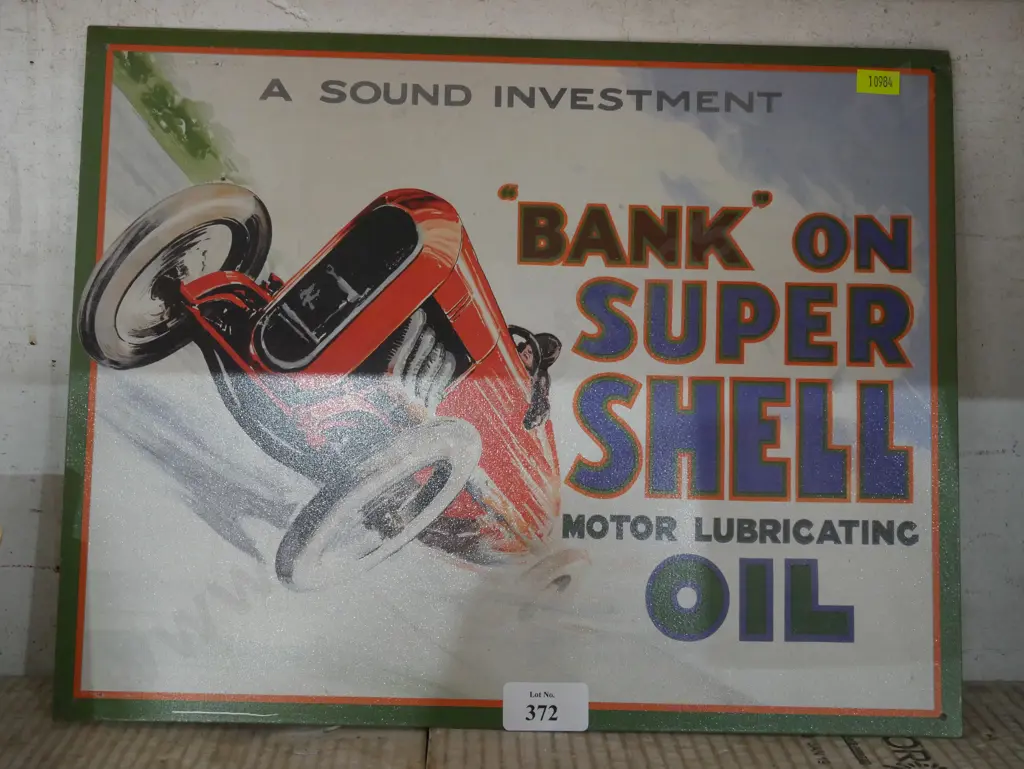 A SOUND INVESTMENT
10984
"BANK" ON
SUPER
SHELL
MOTOR LUBRICATING
OIL
Lot No.
372